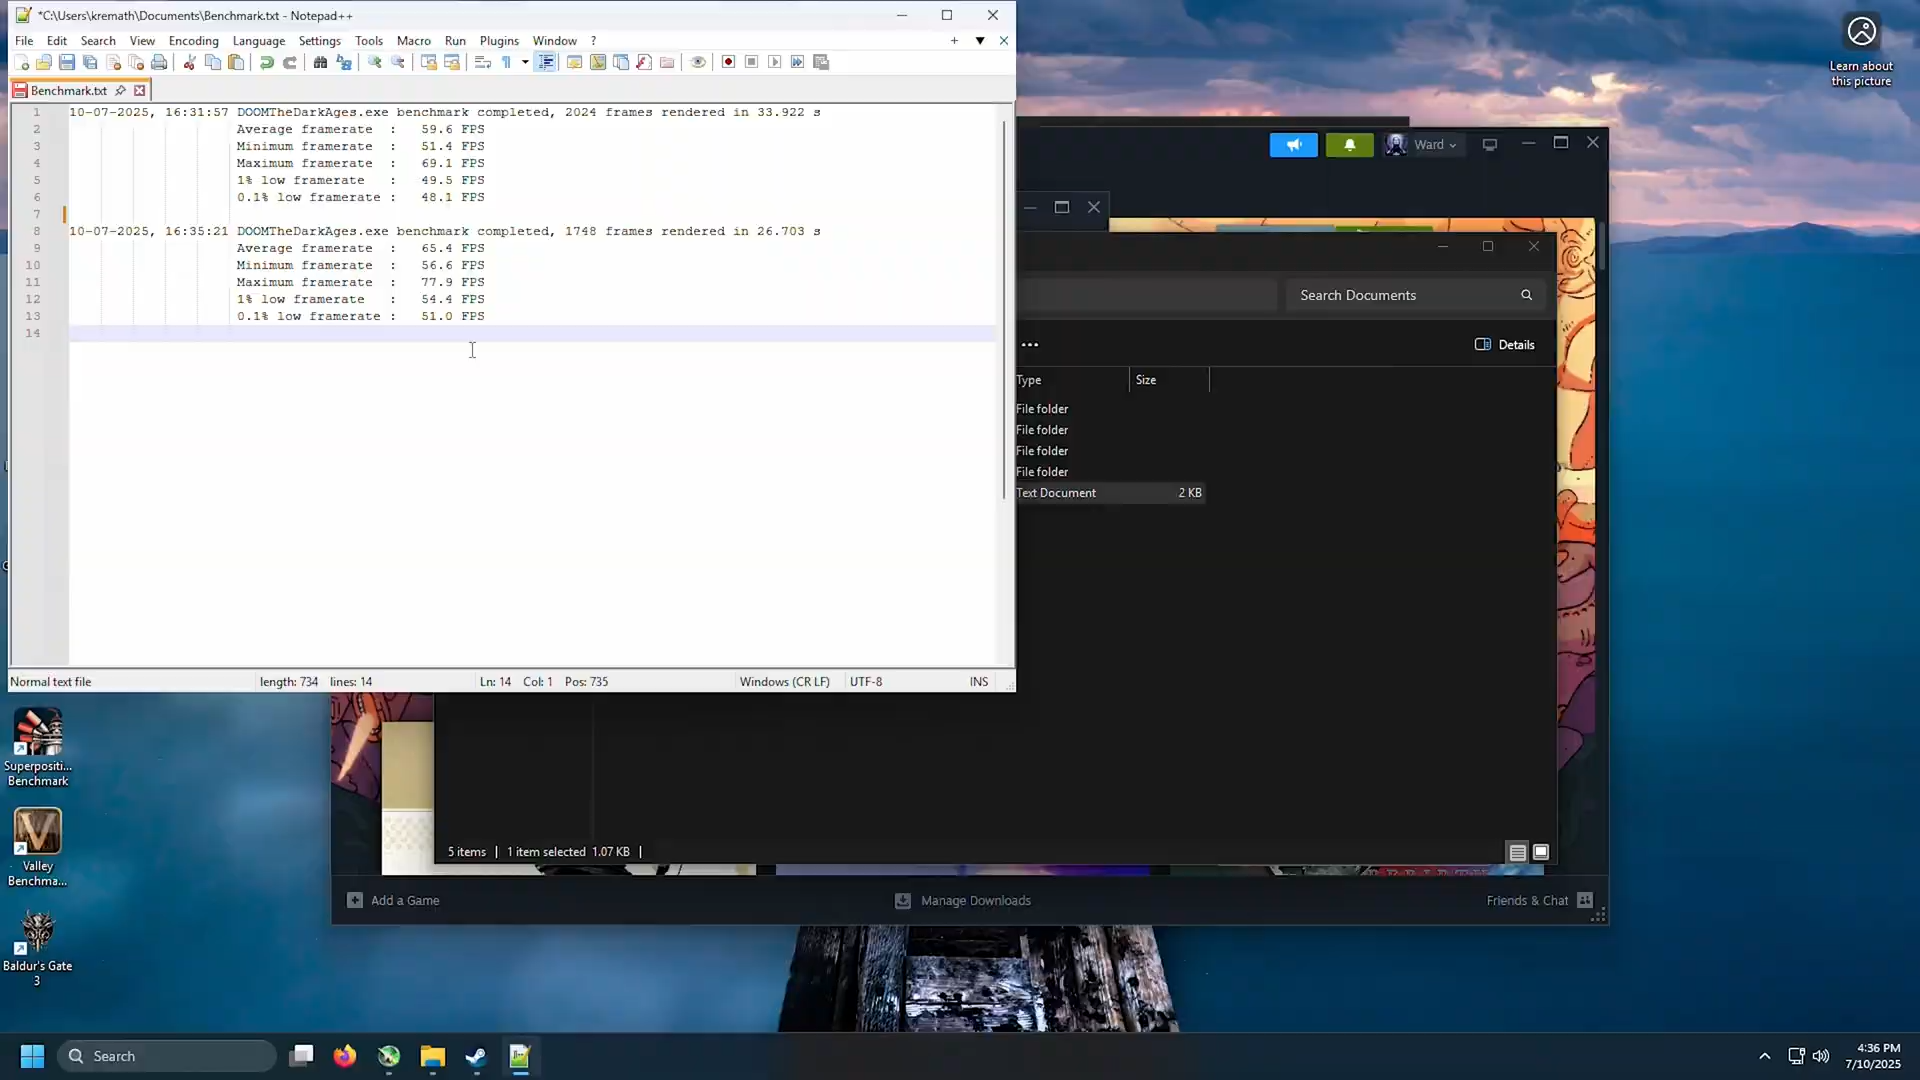 *C:\Users\kremath\Documents\Benchmark.txt - Notepad++
File Edit Search View Encoding Language Settings Tools Macro Run Plugins Window ?
Benchmark.txt
1 10-07-2025, 16:31:57 DOOMTheDarkAges.exe benchmark completed, 2024 frames rendered in 33.922 s
2 Average framerate : 59.6 FPS
3 Minimum framerate : 51.4 FPS
4 Maximum framerate : 69.1 FPS
5 1% low framerate : 49.5 FPS
6 0.1% low framerate : 48.1 FPS
7
8 10-07-2025, 16:35:21 DOOMTheDarkAges.exe benchmark completed, 1748 frames rendered in 26.703 s
9 Average framerate : 65.4 FPS
10 Minimum framerate : 56.6 FPS
11 Maximum framerate : 77.9 FPS
12 1% low framerate : 54.4 FPS
13 0.1% low framerate : 51.0 FPS
14
Normal text file length: 734 lines: 14 Ln: 14 Col: 1 Pos: 735 Windows (CR LF) UTF-8 INS
Ward
Search Documents
Details
Type Size
File folder
File folder
File folder
File folder
Text Document 2 KB
5 items 1 item selected 1.07 KB
Add a Game Manage Downloads Friends & Chat
Learn about
this picture
Superpositi...
Benchmark
Valley
Benchma...
Baldur's Gate
3
Search
4:36 PM
7/10/2025